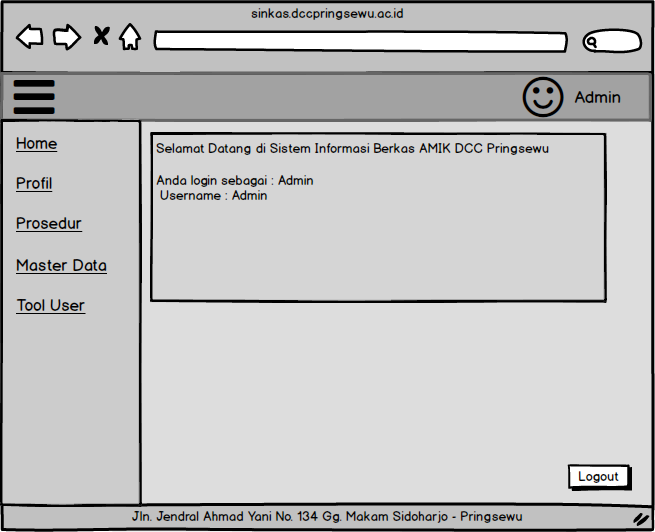 sinkas.dccpringsewu.ac.id
Admin
Home
Profil
Prosedur
Master Data
Tool User
Selamat Datang di Sistem Informasi Berkas AMIK DCC Pringsewu
Anda login sebagai : Admin
Username : Admin
Logout
Jln. Jendral Ahmad Yani No. 134 Gg. Makam Sidoharjo - Pringsewu